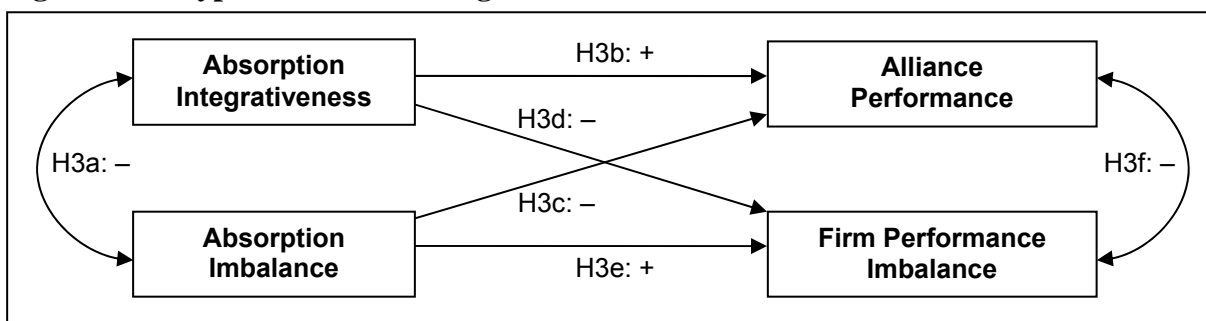 H3b: +
Absorption
Integrativeness
Alliance
Performance
H3d: –
H3a: –
H3f: –
H3c: –
Absorption
Imbalance
Firm Performance
Imbalance
H3e: +